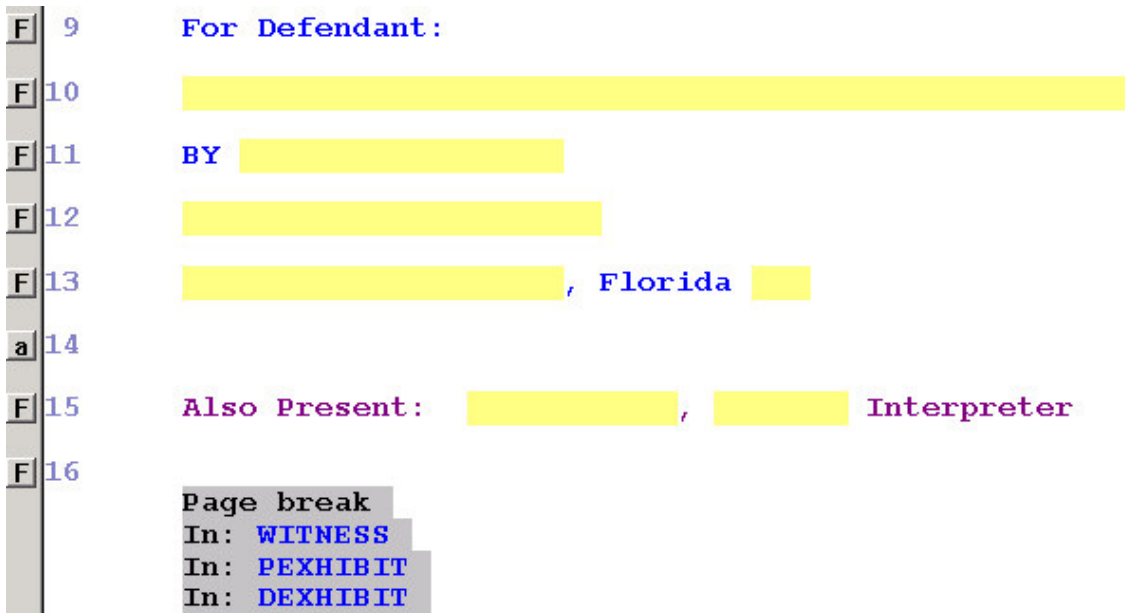 F 9 For Defendant:
F 10
F 11 BY
F 12
F 13 , Florida
a 14
F 15 Also Present: , Interpreter
F 16
Page break
In: WITNESS
In: PEXHIBIT
In: DEXHIBIT